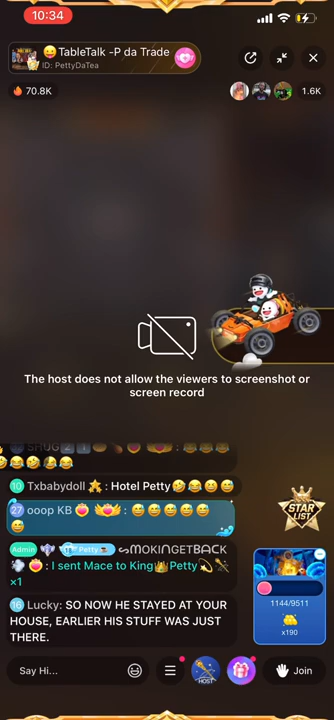 10:34
😛TableTalk -P da Trade
ID: PettyDaTea
70.8K
1.6K
The host does not allow the viewers to screenshot or
screen record
10 Txbabydoll⭐: Hotel Petty🤣😂😅😅
27 ooop KB : 😅😅😅😅😅
😅
Admin Petty ᔕᗰOKIᑎGETᗷᗩᑕK
: I sent Mace to King👑Petty💫
×1
16 Lucky: SO NOW HE STAYED AT YOUR
HOUSE, EARLIER HIS STUFF WAS JUST
THERE.
STAR
LIST
1144/9511
x190
Say Hi...
HOST
Join